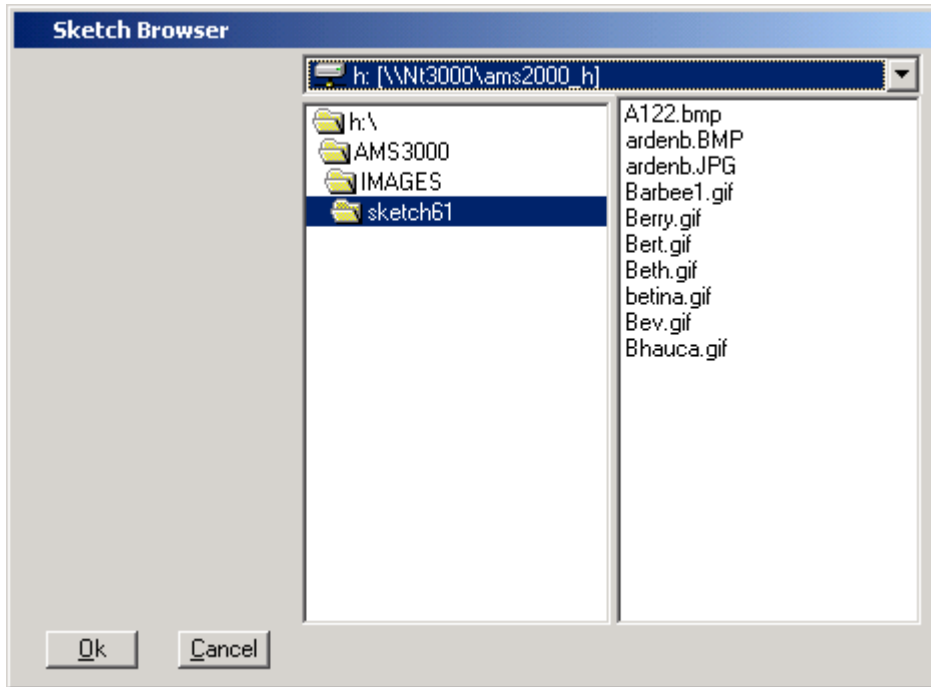 Sketch Browser
h: [\\Nt3000\ams2000_h]
h:\
AMS3000
IMAGES
sketch61
A122.bmp
ardenb.BMP
ardenb.JPG
Barbee1.gif
Berry.gif
Bert.gif
Beth.gif
betina.gif
Bev.gif
Bhauca.gif
Ok
Cancel